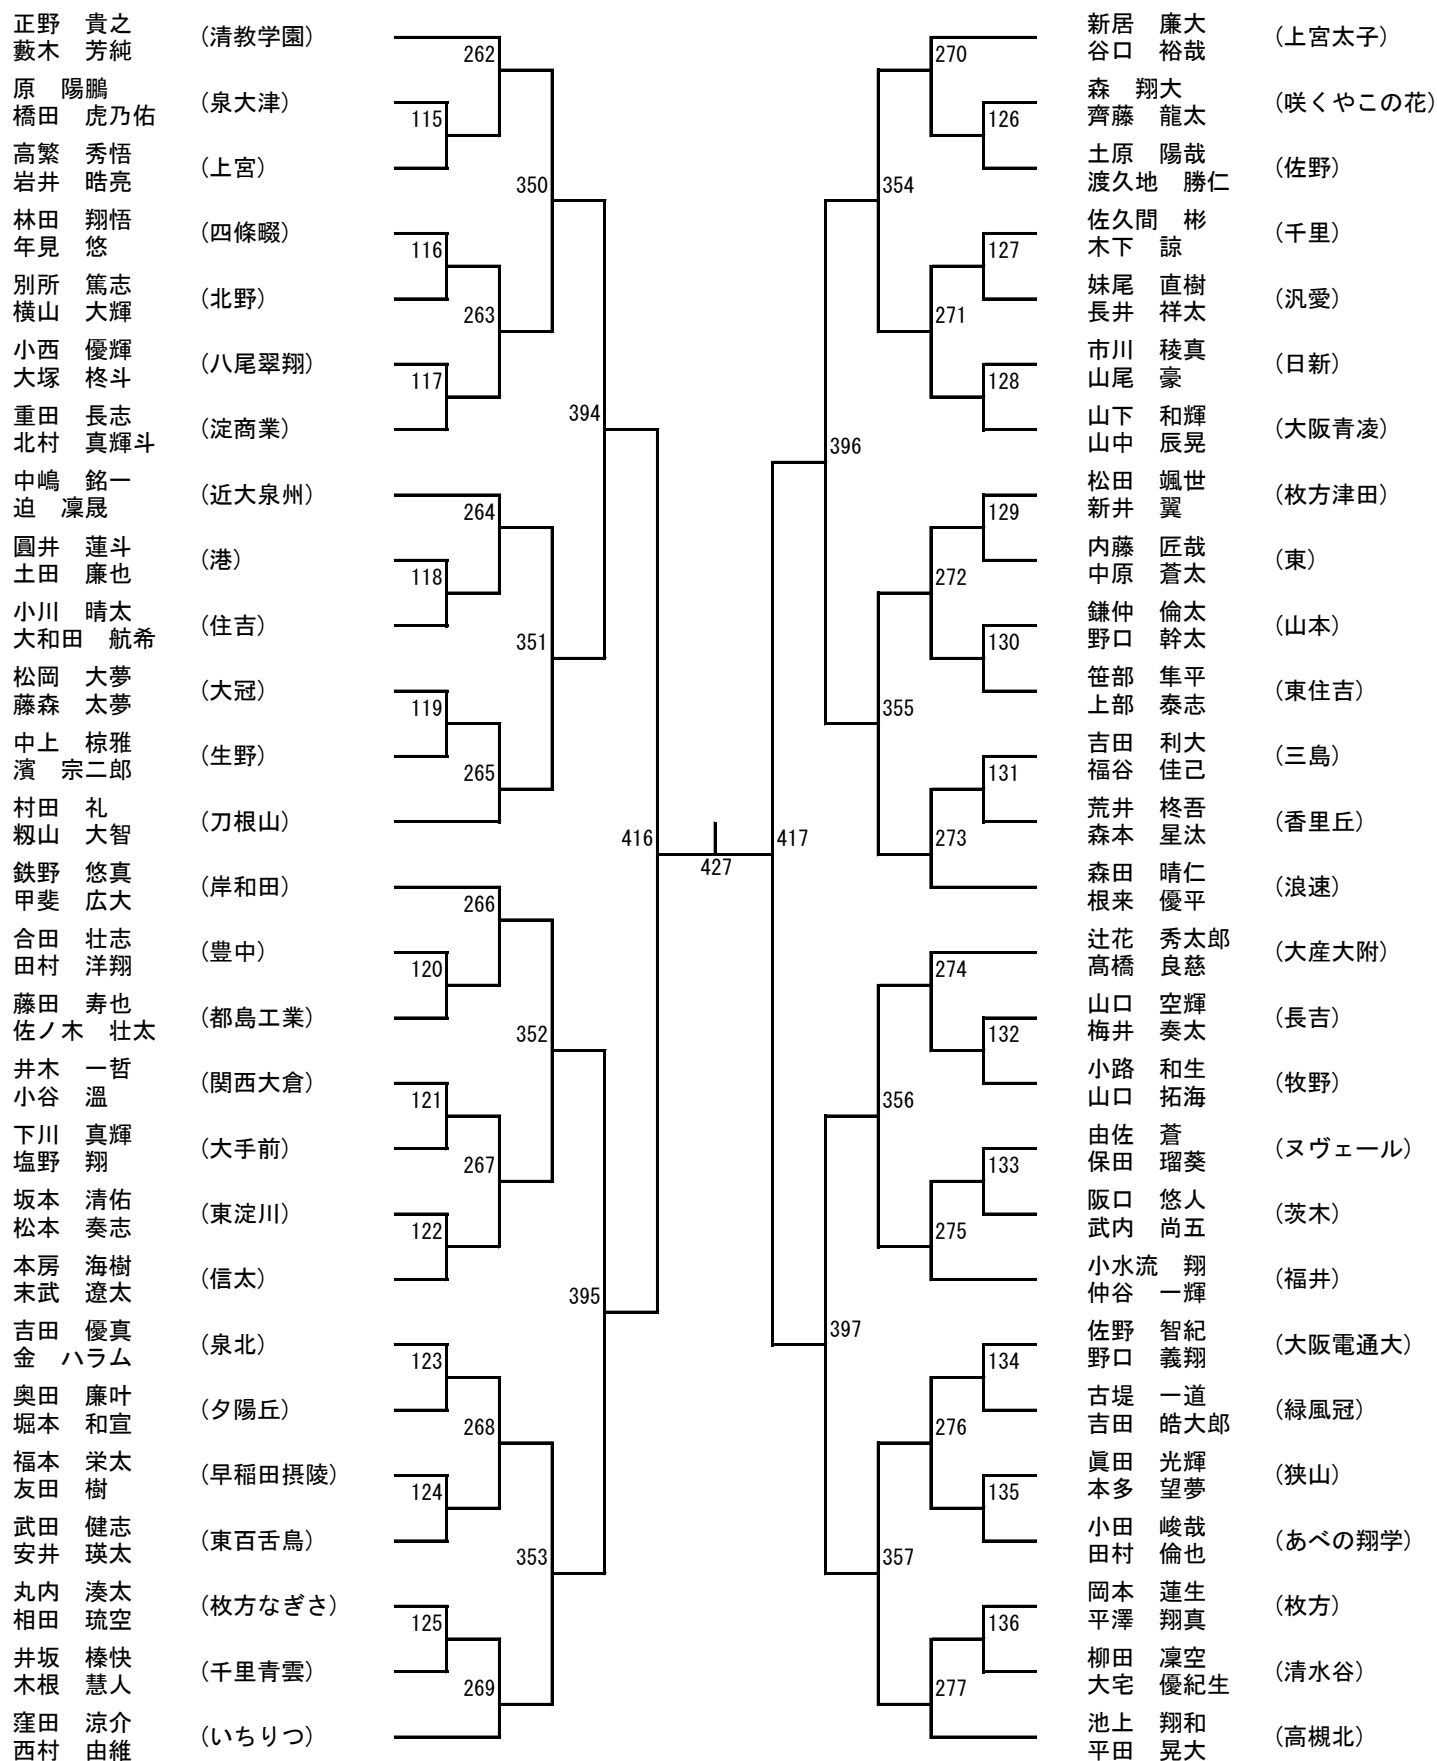 正野　貴之
藪木　芳純
(清教学園)
原　陽鵬
橋田　虎乃佑
(泉大津)
高繁　秀悟
岩井　晧亮
(上宮)
林田　翔悟
年見　悠
(四條畷)
別所　篤志
横山　大輝
(北野)
小西　優輝
大塚　柊斗
(八尾翠翔)
重田　長志
北村　真輝斗
(淀商業)
中嶋　銘一
迫　凜晟
(近大泉州)
圓井　蓮斗
土田　廉也
(港)
小川　晴太
大和田　航希
(住吉)
松岡　大夢
藤森　太夢
(大冠)
中上　椋雅
濱　宗二郎
(生野)
村田　礼
籾山　大智
(刀根山)
鉄野　悠真
甲斐　広大
(岸和田)
合田　壮志
田村　洋翔
(豊中)
藤田　寿也
佐ノ木　壮太
(都島工業)
井木　一哲
小谷　溫
(関西大倉)
下川　真輝
塩野　翔
(大手前)
坂本　清佑
松本　奏志
(東淀川)
本房　海樹
末武　遼太
(信太)
吉田　優真
金　ハラム
(泉北)
奥田　廉叶
堀本　和宣
(夕陽丘)
福本　栄太
友田　樹
(早稲田摂陵)
武田　健志
安井　瑛太
(東百舌鳥)
丸内　湊太
相田　琉空
(枚方なぎさ)
井坂　榛快
木根　慧人
(千里青雲)
窪田　涼介
西村　由維
(いちりつ)
262
115
350
116
263
117
394
264
118
351
119
265
416
266
120
352
121
267
122
395
123
268
124
353
125
269
427
417
270
126
354
127
271
128
396
129
272
130
355
131
273
274
132
356
133
275
397
134
276
135
357
136
277
新居　廉大
谷口　裕哉
(上宮太子)
森　翔大
齊藤　龍太
(咲くやこの花)
土原　陽哉
渡久地　勝仁
(佐野)
佐久間　彬
木下　諒
(千里)
妹尾　直樹
長井　祥太
(汎愛)
市川　稜真
山尾　豪
(日新)
山下　和輝
山中　辰晃
(大阪青凌)
松田　颯世
新井　翼
(枚方津田)
内藤　匠哉
中原　蒼太
(東)
鎌仲　倫太
野口　幹太
(山本)
笹部　隼平
上部　泰志
(東住吉)
吉田　利大
福谷　佳己
(三島)
荒井　柊吾
森本　星汰
(香里丘)
森田　晴仁
根来　優平
(浪速)
辻花　秀太郎
髙橋　良慈
(大産大附)
山口　空輝
梅井　奏太
(長吉)
小路　和生
山口　拓海
(牧野)
由佐　蒼
保田　瑠葵
(ヌヴェール)
阪口　悠人
武内　尚五
(茨木)
小水流　翔
仲谷　一輝
(福井)
佐野　智紀
野口　義翔
(大阪電通大)
古堤　一道
吉田　皓大郎
(緑風冠)
眞田　光輝
本多　望夢
(狭山)
小田　峻哉
田村　倫也
(あべの翔学)
岡本　蓮生
平澤　翔真
(枚方)
柳田　凜空
大宅　優紀生
(清水谷)
池上　翔和
平田　晃大
(高槻北)